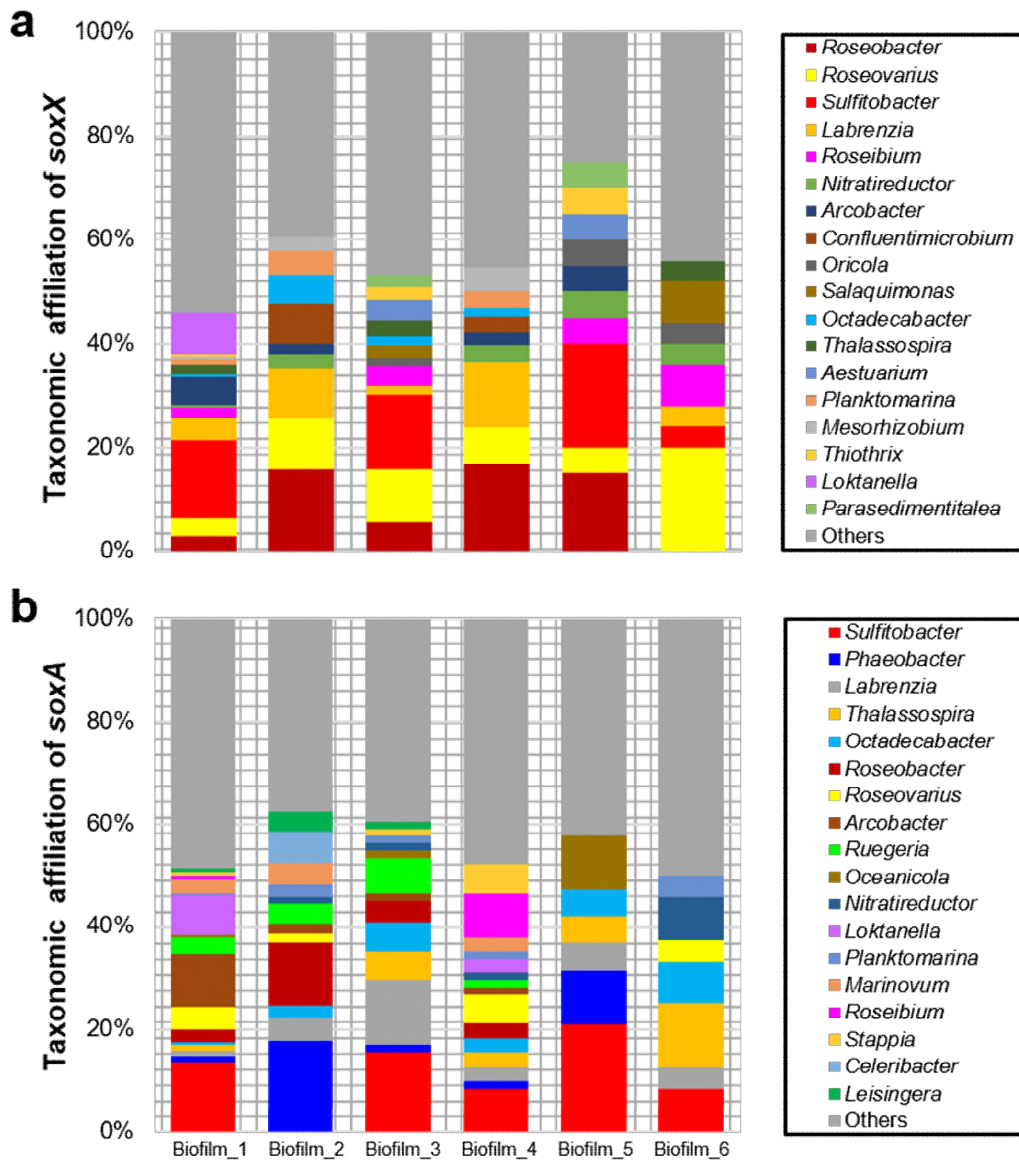 a
Taxonomic affiliation of soxX
100%
80%
60%
40%
20%
0%
Roseobacter
Roseovarius
Sulfitobacter
Labrenzia
Roseibium
Nitratireductor
Arcobacter
Confluentimicrobium
Oricola
Salaquimonas
Octadecabacter
Thalassospira
Aestuarium
Planktomarina
Mesorhizobium
Thiothrix
Loktanella
Parasedimentitalea
Others
b
Taxonomic affiliation of soxA
100%
80%
60%
40%
20%
0%
Biofilm_1 Biofilm_2 Biofilm_3 Biofilm_4 Biofilm_5 Biofilm_6
Sulfitobacter
Phaeobacter
Labrenzia
Thalassospira
Octadecabacter
Roseobacter
Roseovarius
Arcobacter
Ruegeria
Oceanicola
Nitratireductor
Loktanella
Planktomarina
Marinovum
Roseibium
Stappia
Celeribacter
Leisingera
Others